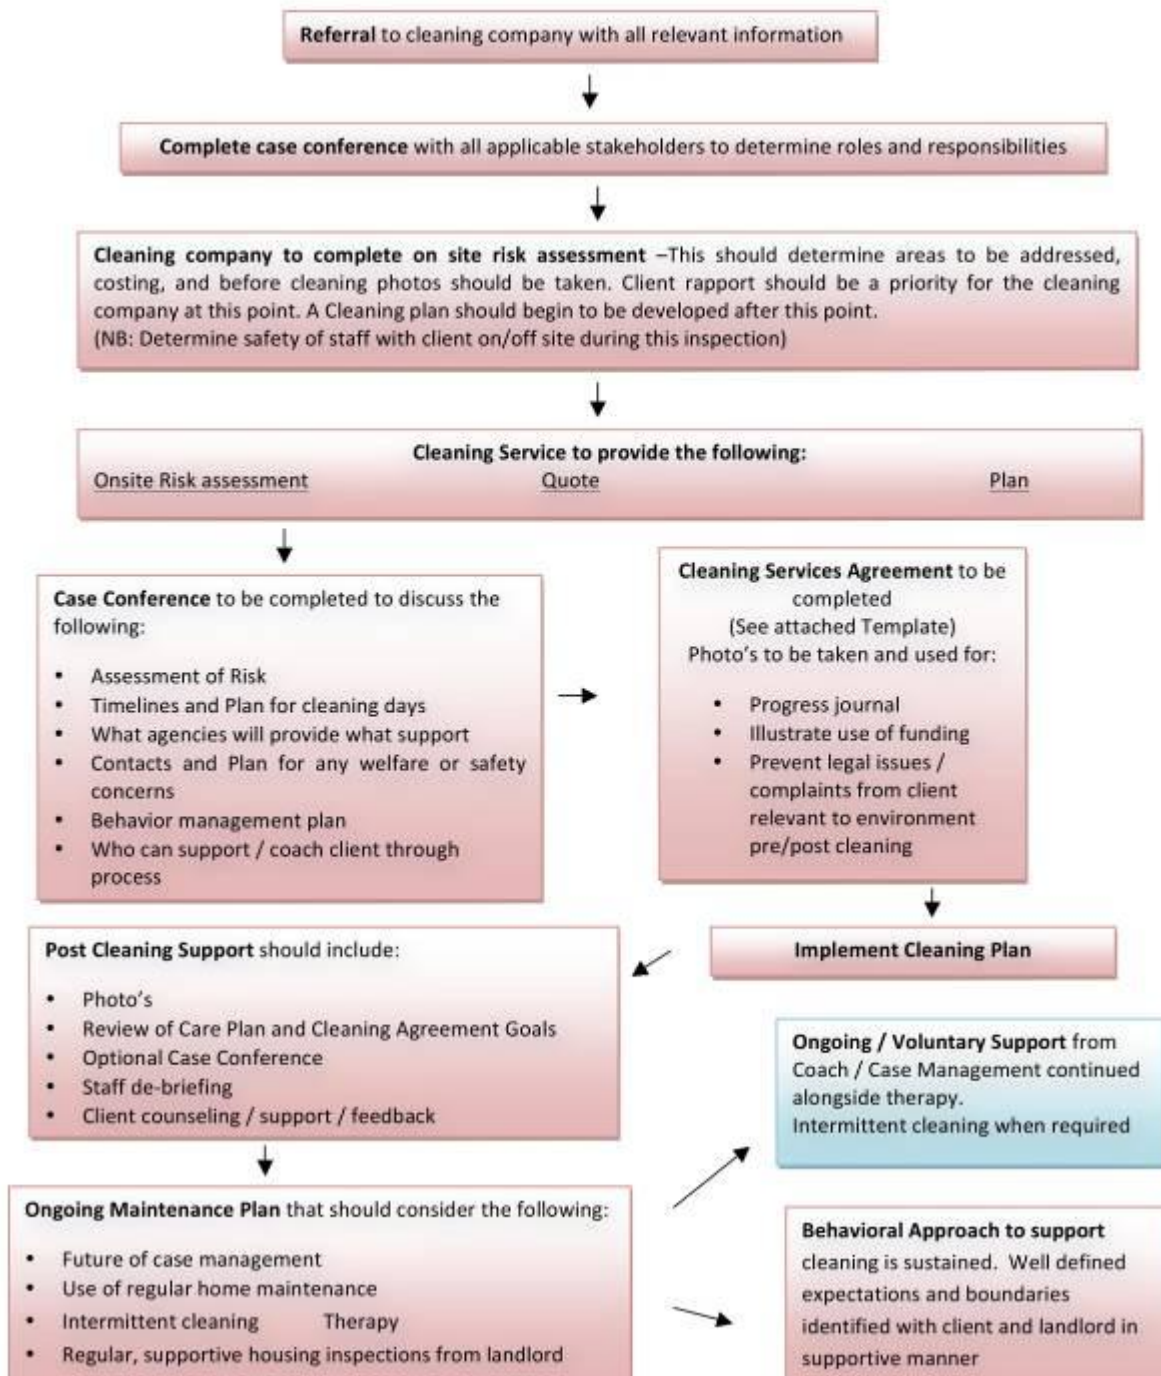 Referral to cleaning company with all relevant information
Complete case conference with all applicable stakeholders to determine roles and responsibilities
Cleaning company to complete on site risk assessment –This should determine areas to be addressed,
costing, and before cleaning photos should be taken. Client rapport should be a priority for the cleaning
company at this point. A Cleaning plan should begin to be developed after this point.
(NB: Determine safety of staff with client on/off site during this inspection)
Cleaning Service to provide the following:
Onsite Risk assessment Quote Plan
Case Conference to be completed to discuss the
following:
• Assessment of Risk
• Timelines and Plan for cleaning days
• What agencies will provide what support
• Contacts and Plan for any welfare or safety
concerns
• Behavior management plan
• Who can support / coach client through
process
Cleaning Services Agreement to be
completed
(See attached Template)
Photo's to be taken and used for:
• Progress journal
• Illustrate use of funding
• Prevent legal issues /
complaints from client
relevant to environment
pre/post cleaning
Implement Cleaning Plan
Post Cleaning Support should include:
• Photo's
• Review of Care Plan and Cleaning Agreement Goals
• Optional Case Conference
• Staff de-briefing
• Client counseling / support / feedback
Ongoing / Voluntary Support from
Coach / Case Management continued
alongside therapy.
Intermittent cleaning when required
Ongoing Maintenance Plan that should consider the following:
• Future of case management
• Use of regular home maintenance
• Intermittent cleaning Therapy
• Regular, supportive housing inspections from landlord
Behavioral Approach to support
cleaning is sustained. Well defined
expectations and boundaries
identified with client and landlord in
supportive manner